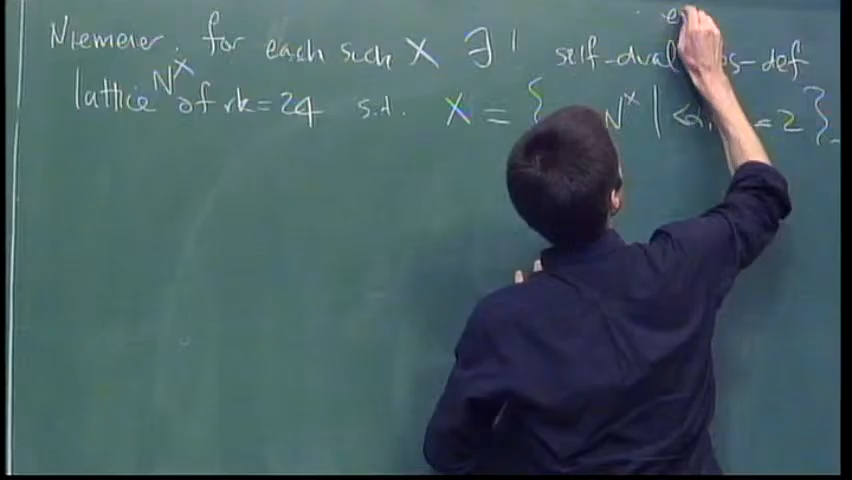 e
Niemeier. for each such X ∃! self-dual pos-def
lattice N^X of rk=24 s.t. X = { N^X | <α, = 2 }